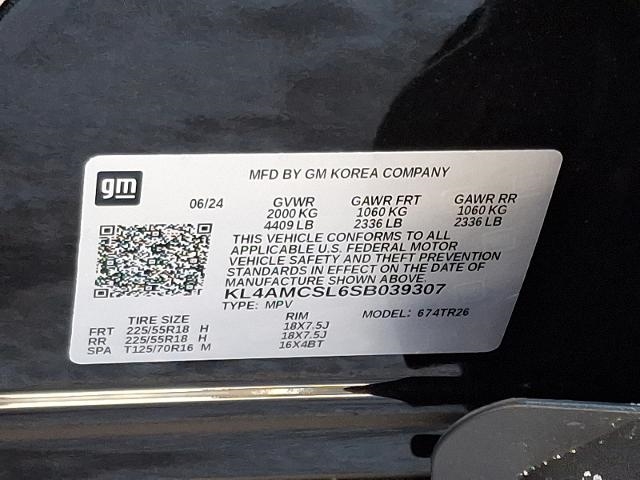 gm
MFD BY GM KOREA COMPANY
06/24 GVWR GAWR FRT GAWR RR
2000 KG 1060 KG 1060 KG
4409 LB 2336 LB 2336 LB
THIS VEHICLE CONFORMS TO ALL
APPLICABLE U.S. FEDERAL MOTOR
VEHICLE SAFETY AND THEFT PREVENTION
STANDARDS IN EFFECT ON THE DATE OF
MANUFACTURE SHOWN ABOVE.
KL4AMCSL6SB039307
TYPE: MPV MODEL: 674TR26
TIRE SIZE RIM
FRT 225/55R18 H 18X7.5J
RR 225/55R18 H 18X7.5J
SPA T125/70R16 M 16X4BT